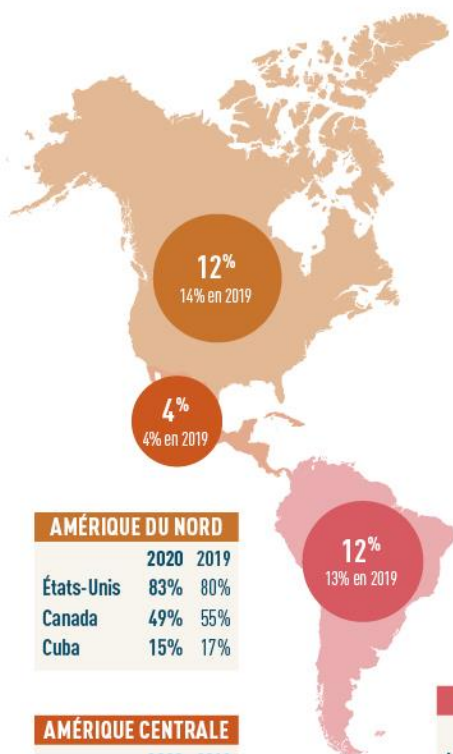 12%
14% en 2019
4%
4% en 2019
12%
13% en 2019
AMÉRIQUE DU NORD
2020 2019
États-Unis 83% 80%
Canada 49% 55%
Cuba 15% 17%
AMÉRIQUE CENTRALE